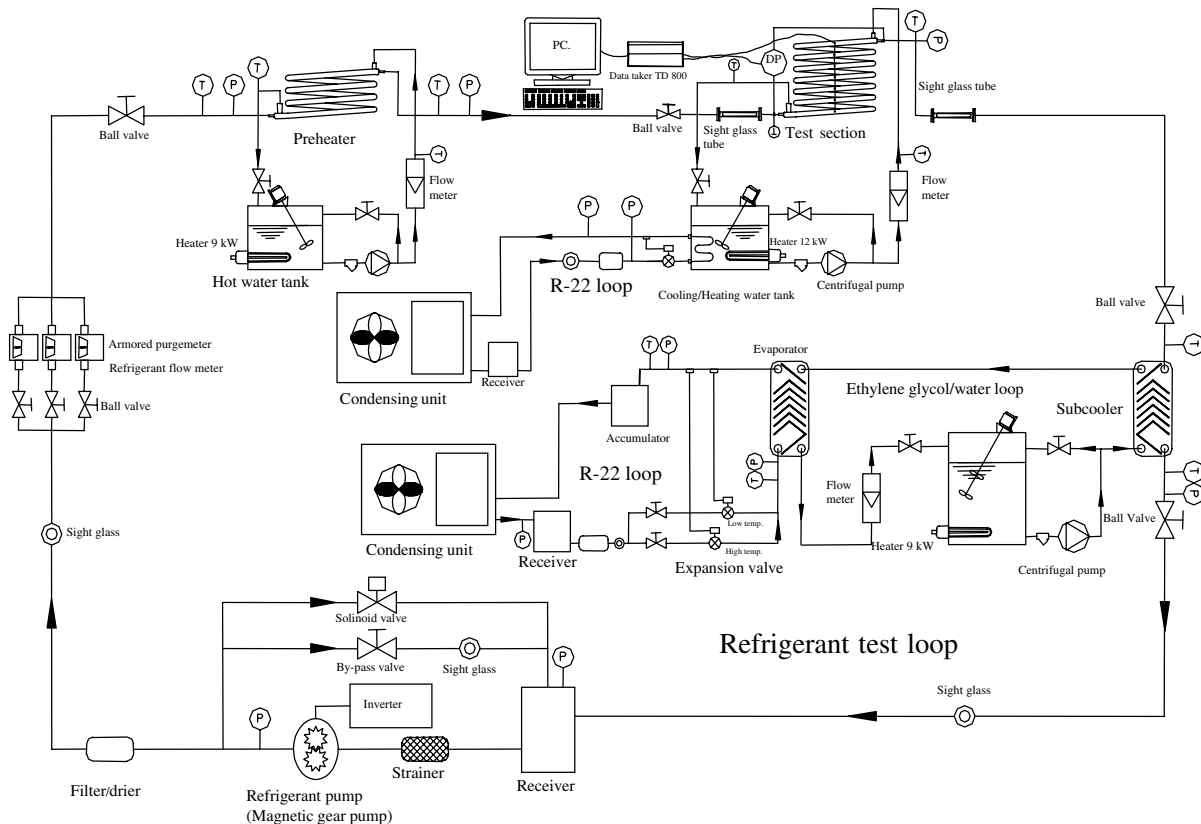 PC.
Data taker TD 800
DP
T
P
T
T
P
T
P
T
P
T
Ball valve
Preheater
Ball valve
Sight glass
tube
T
Test section
Sight glass tube
T
Flow
meter
T
Flow
meter
P
P
Heater 9 kW
Heater 12 kW
Hot water tank
R-22 loop
Cooling/Heating water tank
Centrifugal pump
Ball valve
Armored purgemeter
Refrigerant flow meter
Receiver
T
P
Evaporator
T
Ethylene glycol/water loop
Ball valve
Condensing unit
Accumulator
Subcooler
R-22 loop
P
T
Flow
meter
T
P
Sight glass
P
Low temp.
Ball Valve
Condensing unit
Receiver
High temp.
Heater 9 kW
Expansion valve
Centrifugal pump
Solinoid valve
Refrigerant test loop
By-pass valve
Sight glass
P
Sight glass
Inverter
P
Strainer
Filter/drier
Receiver
Refrigerant pump
(Magnetic gear pump)